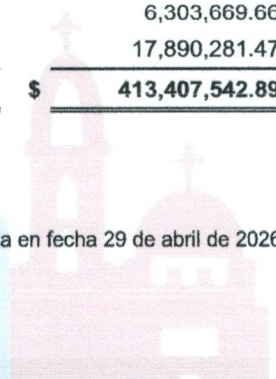 6,303,669.66
17,890,281.47
$ 413,407,542.89
a en fecha 29 de abril de 2026